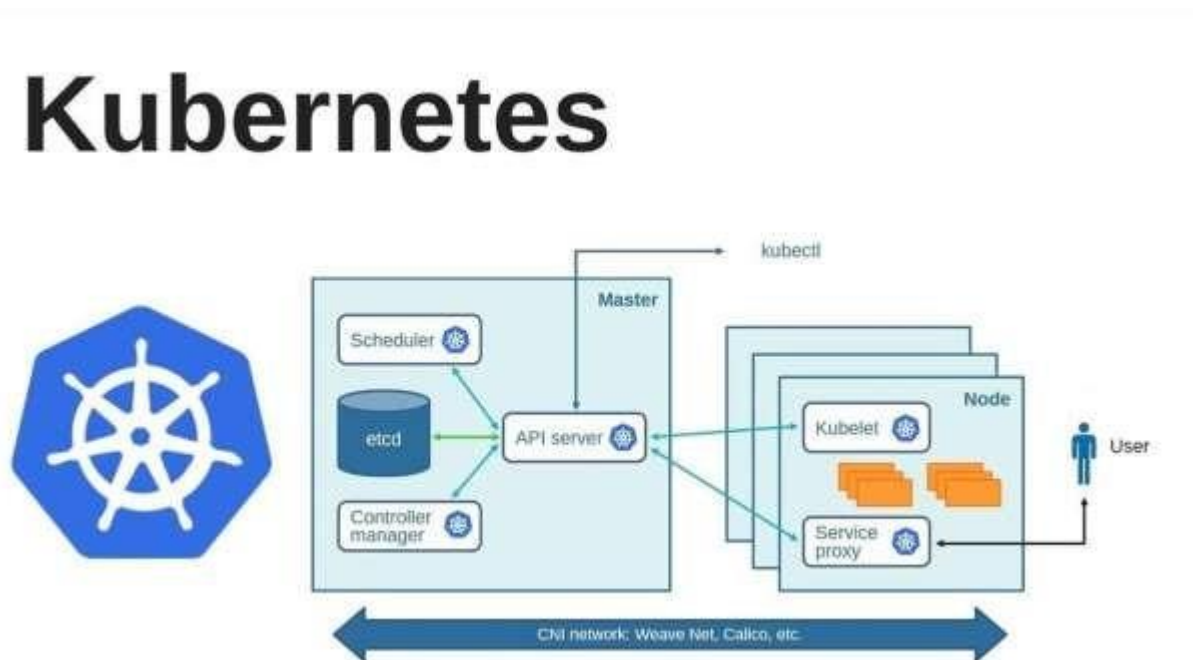 Kubernetes
kubectl
Master
Scheduler
etcd
API server
Controller
manager
Node
Kubelet
Service
proxy
User
CNI network: Weave Net, Calico, etc.